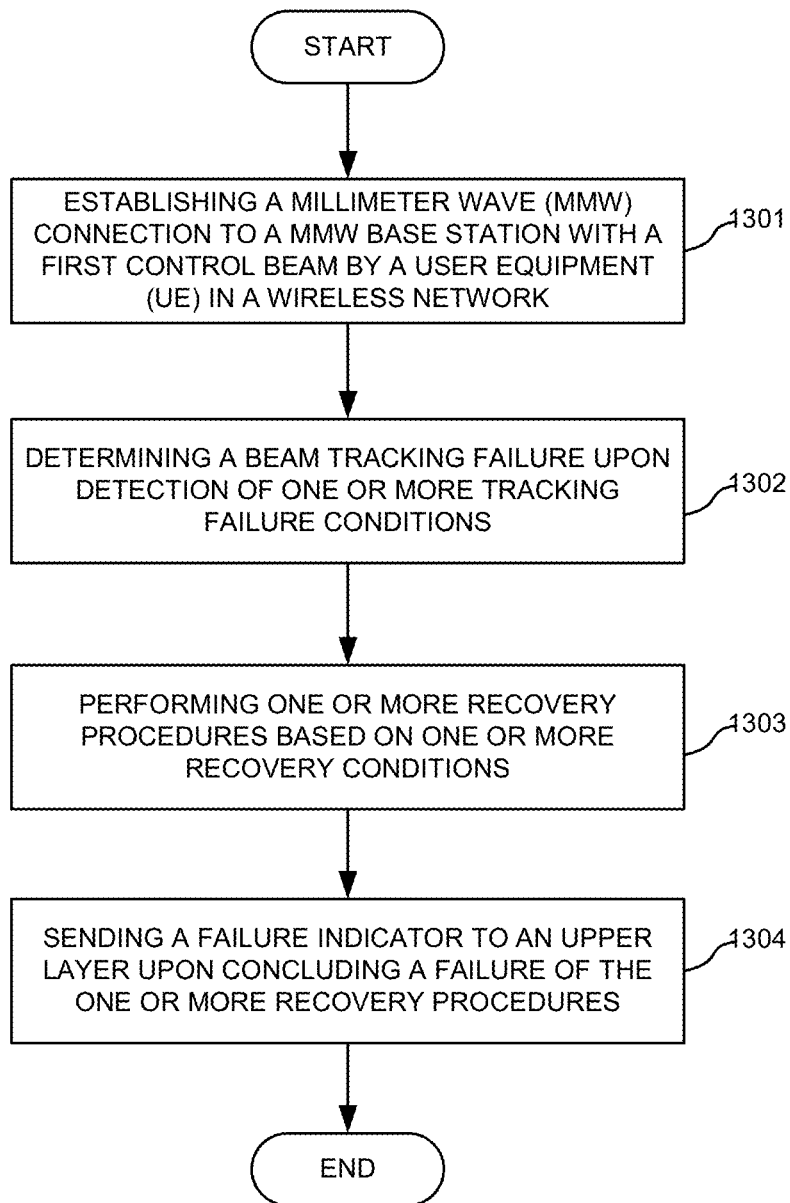 START
ESTABLISHING A MILLIMETER WAVE (MMW)
CONNECTION TO A MMW BASE STATION WITH A
FIRST CONTROL BEAM BY A USER EQUIPMENT
(UE) IN A WIRELESS NETWORK
1301
DETERMINING A BEAM TRACKING FAILURE UPON
DETECTION OF ONE OR MORE TRACKING
FAILURE CONDITIONS
1302
PERFORMING ONE OR MORE RECOVERY
PROCEDURES BASED ON ONE OR MORE
RECOVERY CONDITIONS
1303
SENDING A FAILURE INDICATOR TO AN UPPER
LAYER UPON CONCLUDING A FAILURE OF THE
ONE OR MORE RECOVERY PROCEDURES
1304
END